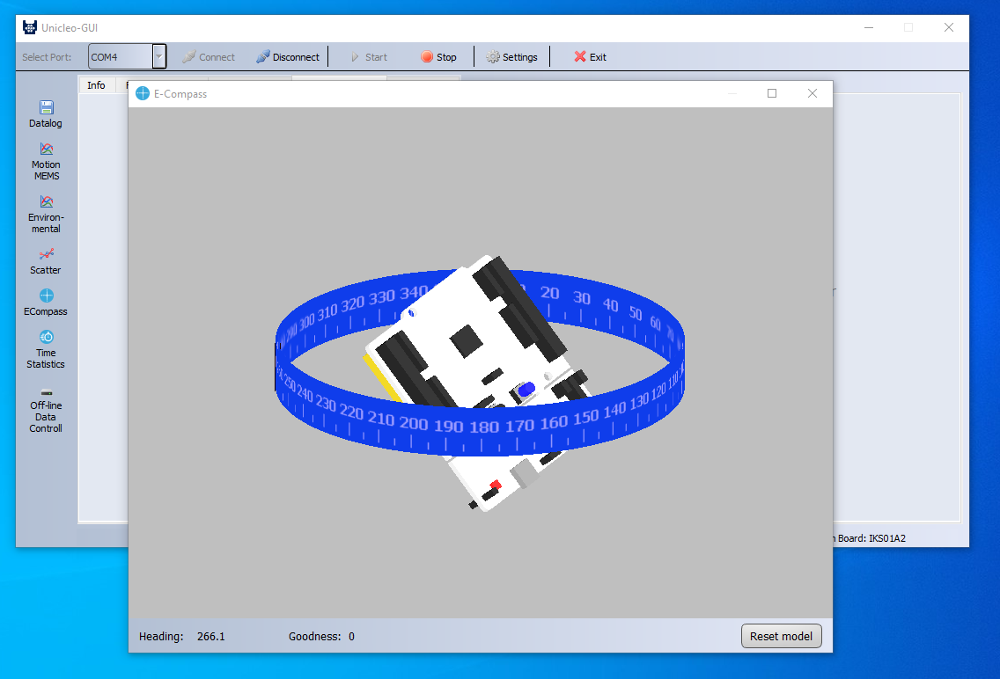 Unicleo-GUI
Select Port: COM4 Connect Disconnect Start Stop Settings Exit
Info
E-Compass
Datalog
Motion
MEMS
Environ-
mental
Scatter
ECompass
Time
Statistics
Off-line
Data
Controll
300 310 320 330 340 20 30 40 50 60 70
250 240 230 220 210 200 190 180 170 160 150 140 130 120 110
Board: IKS01A2
Heading: 266.1 Goodness: 0 Reset model